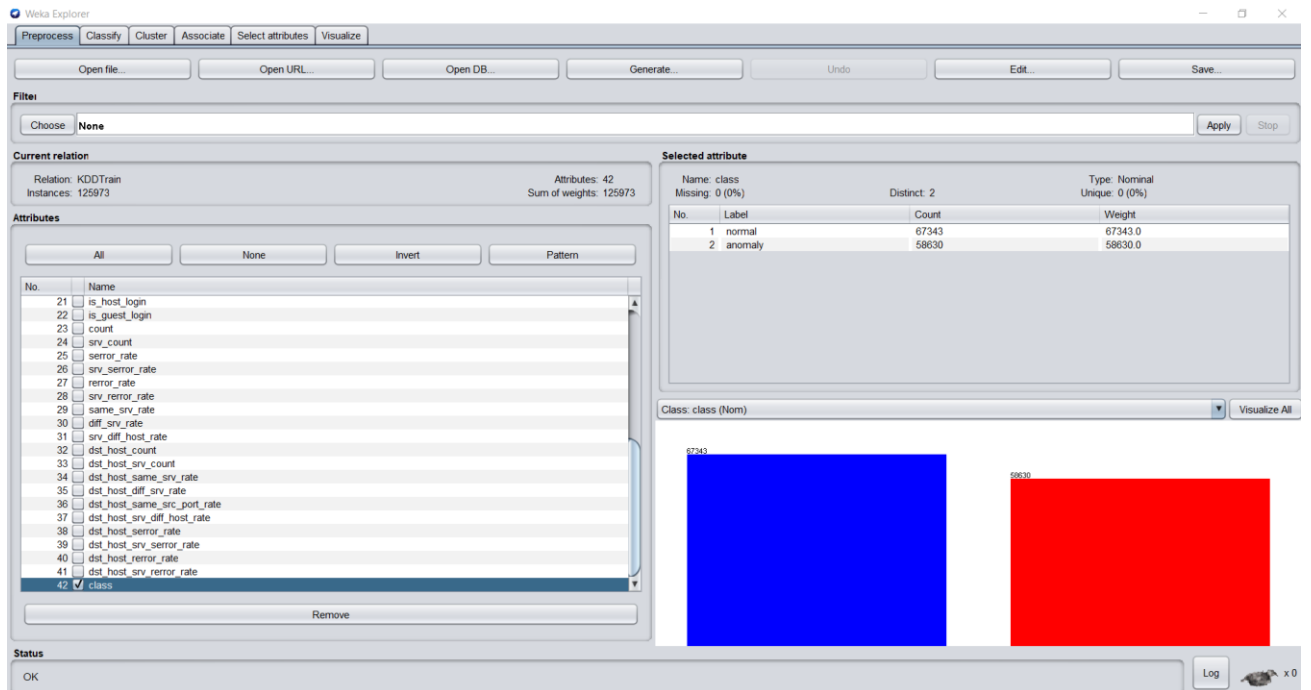 Weka Explorer
Preprocess Classify Cluster Associate Select attributes Visualize
Open file... Open URL... Open DB... Generate... Undo Edit... Save...
Filter
Choose None Apply Stop
Current relation
Relation: KDDTrain Attributes: 42
Instances: 125973 Sum of weights: 125973
Attributes
All None Invert Pattern
No. Name
21 is_host_login
22 is_guest_login
23 count
24 srv_count
25 serror_rate
26 srv_serror_rate
27 rerror_rate
28 srv_rerror_rate
29 same_srv_rate
30 diff_srv_rate
31 srv_diff_host_rate
32 dst_host_count
33 dst_host_srv_count
34 dst_host_same_srv_rate
35 dst_host_diff_srv_rate
36 dst_host_same_src_port_rate
37 dst_host_srv_diff_host_rate
38 dst_host_serror_rate
39 dst_host_srv_serror_rate
40 dst_host_rerror_rate
41 dst_host_srv_rerror_rate
42 class
Remove
Selected attribute
Name: class Type: Nominal
Missing: 0 (0%) Distinct: 2 Unique: 0 (0%)
No. Label Count Weight
1 normal 67343 67343.0
2 anomaly 58630 58630.0
Class: class (Nom) Visualize All
67343
58630
Status
OK Log x 0